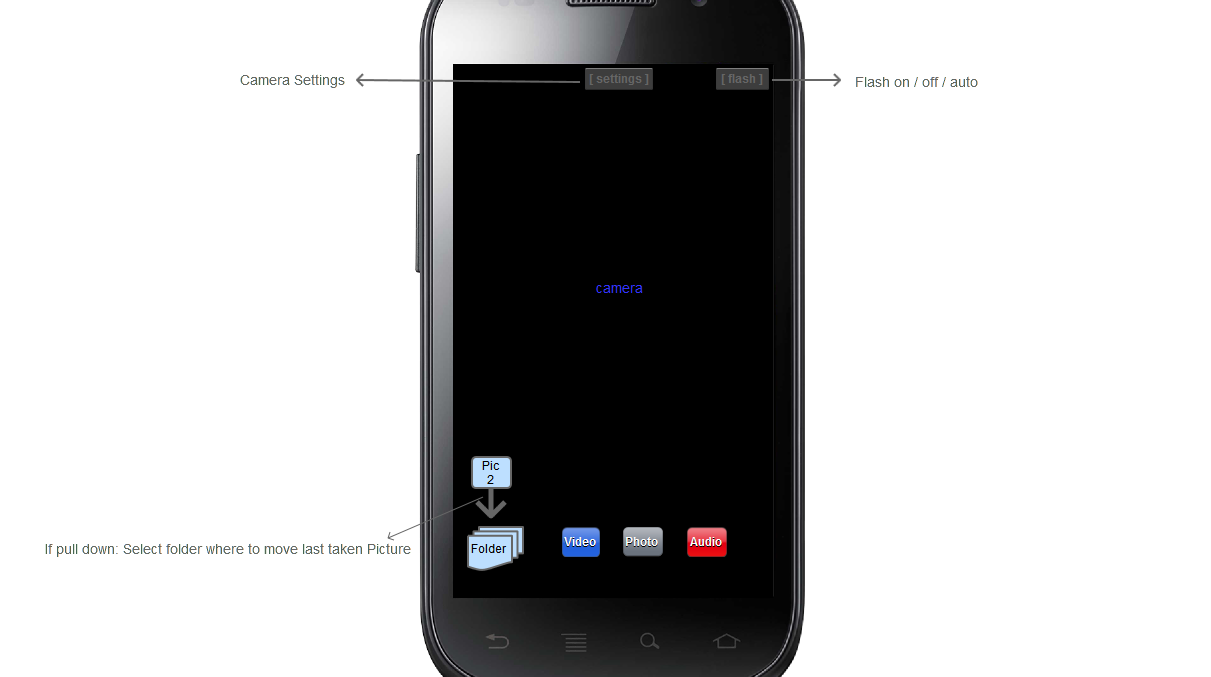 Camera Settings
[ settings ]
[ flash ]
Flash on / off / auto
camera
Pic
2
If pull down: Select folder where to move last taken Picture
Folder
Video
Photo
Audio